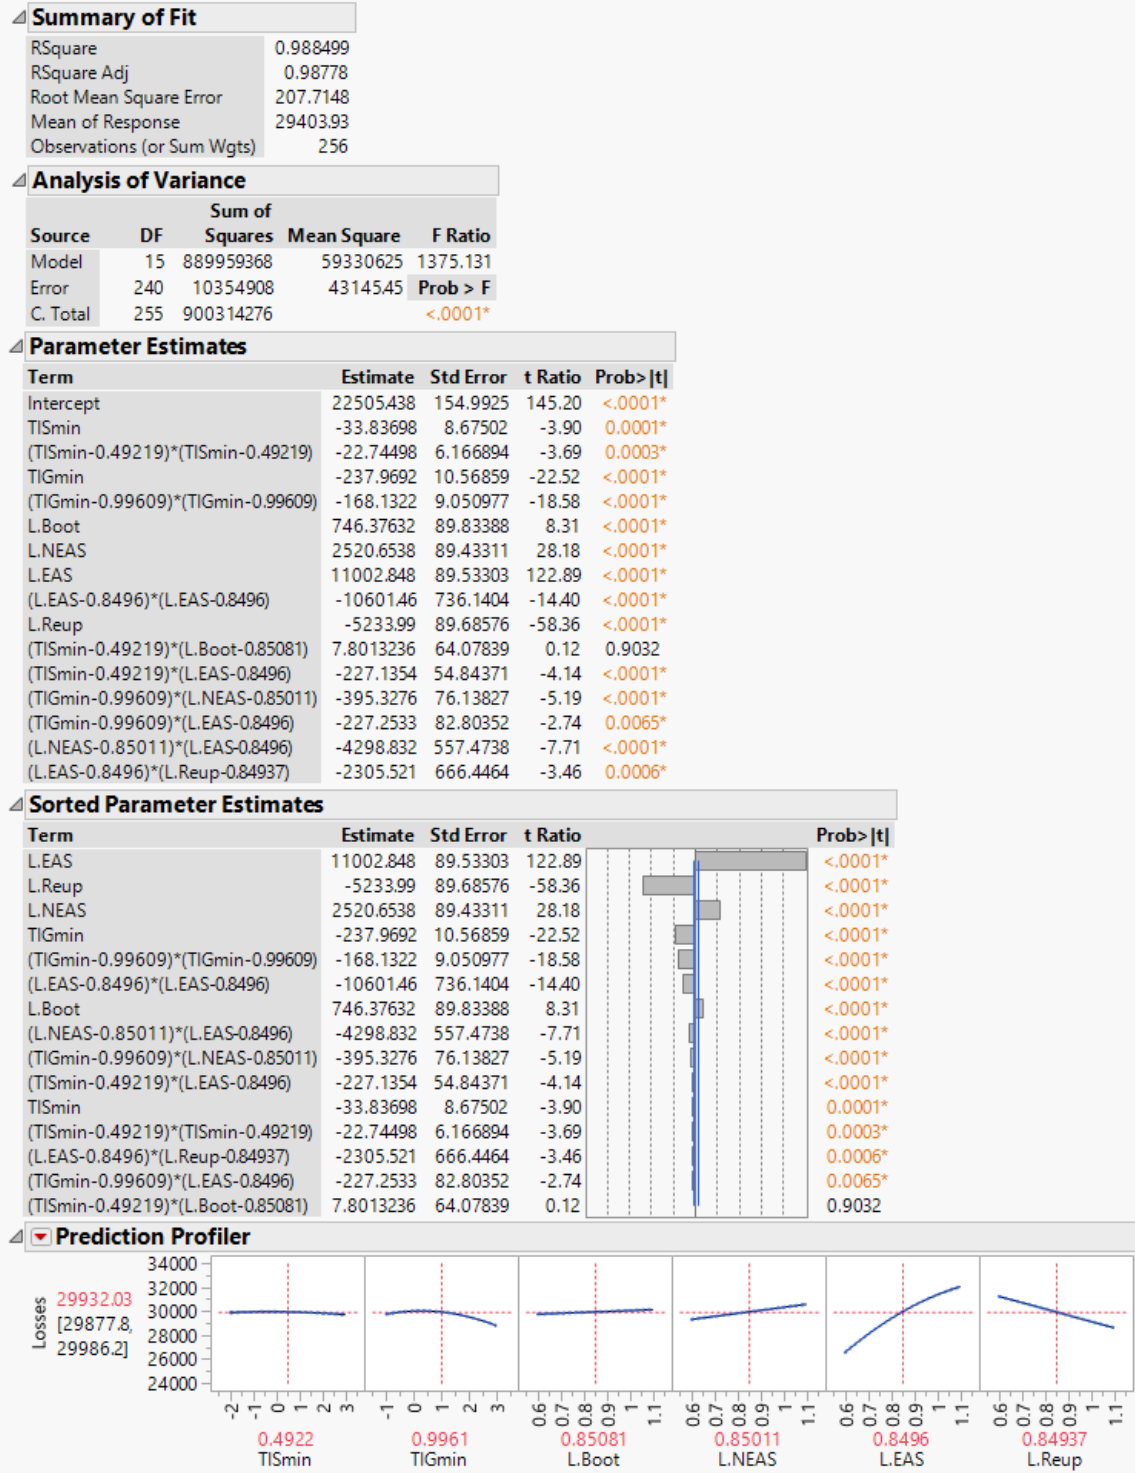 Summary of Fit
RSquare 0.988499
RSquare Adj 0.98778
Root Mean Square Error 207.7148
Mean of Response 29403.93
Observations (or Sum Wgts) 256
Analysis of Variance
Sum of
Source DF Squares Mean Square F Ratio
Model 15 889959368 59330625 1375.131
Error 240 10354908 43145.45 Prob > F
C. Total 255 900314276 <.0001*
Parameter Estimates
Term Estimate Std Error t Ratio Prob>|t|
Intercept 22505.438 154.9925 145.20 <.0001*
TISmin -33.83698 8.67502 -3.90 0.0001*
(TISmin-0.49219)*(TISmin-0.49219) -22.74498 6.166894 -3.69 0.0003*
TIGmin -237.9692 10.56859 -22.52 <.0001*
(TIGmin-0.99609)*(TIGmin-0.99609) -168.1322 9.050977 -18.58 <.0001*
L.Boot 746.37632 89.83388 8.31 <.0001*
L.NEAS 2520.6538 89.43311 28.18 <.0001*
L.EAS 11002.848 89.53303 122.89 <.0001*
(L.EAS-0.8496)*(L.EAS-0.8496) -10601.46 736.1404 -14.40 <.0001*
L.Reup -5233.99 89.68576 -58.36 <.0001*
(TISmin-0.49219)*(L.Boot-0.85081) 7.8013236 64.07839 0.12 0.9032
(TISmin-0.49219)*(L.EAS-0.8496) -227.1354 54.84371 -4.14 <.0001*
(TIGmin-0.99609)*(L.NEAS-0.85011) -395.3276 76.13827 -5.19 <.0001*
(TIGmin-0.99609)*(L.EAS-0.8496) -227.2533 82.80352 -2.74 0.0065*
(L.NEAS-0.85011)*(L.EAS-0.8496) -4298.832 557.4738 -7.71 <.0001*
(L.EAS-0.8496)*(L.Reup-0.84937) -2305.521 666.4464 -3.46 0.0006*
Sorted Parameter Estimates
Term Estimate Std Error t Ratio Prob>|t|
L.EAS 11002.848 89.53303 122.89 <.0001*
L.Reup -5233.99 89.68576 -58.36 <.0001*
L.NEAS 2520.6538 89.43311 28.18 <.0001*
TIGmin -237.9692 10.56859 -22.52 <.0001*
(TIGmin-0.99609)*(TIGmin-0.99609) -168.1322 9.050977 -18.58 <.0001*
(L.EAS-0.8496)*(L.EAS-0.8496) -10601.46 736.1404 -14.40 <.0001*
L.Boot 746.37632 89.83388 8.31 <.0001*
(L.NEAS-0.85011)*(L.EAS-0.8496) -4298.832 557.4738 -7.71 <.0001*
(TIGmin-0.99609)*(L.NEAS-0.85011) -395.3276 76.13827 -5.19 <.0001*
(TISmin-0.49219)*(L.EAS-0.8496) -227.1354 54.84371 -4.14 <.0001*
TISmin -33.83698 8.67502 -3.90 0.0001*
(TISmin-0.49219)*(TISmin-0.49219) -22.74498 6.166894 -3.69 0.0003*
(L.EAS-0.8496)*(L.Reup-0.84937) -2305.521 666.4464 -3.46 0.0006*
(TIGmin-0.99609)*(L.EAS-0.8496) -227.2533 82.80352 -2.74 0.0065*
(TISmin-0.49219)*(L.Boot-0.85081) 7.8013236 64.07839 0.12 0.9032
Prediction Profiler
Losses
29932.03
[29877.8,
29986.2]
34000
32000
30000
28000
26000
24000
-2 -1 0 1 2 3 -1 0 1 2 3 0.6 0.7 0.8 0.9 1 1.1 0.6 0.7 0.8 0.9 1 1.1 0.6 0.7 0.8 0.9 1 1.1 0.6 0.7 0.8 0.9 1 1.1
0.4922 0.9961 0.85081 0.85011 0.8496 0.84937
TISmin TIGmin L.Boot L.NEAS L.EAS L.Reup